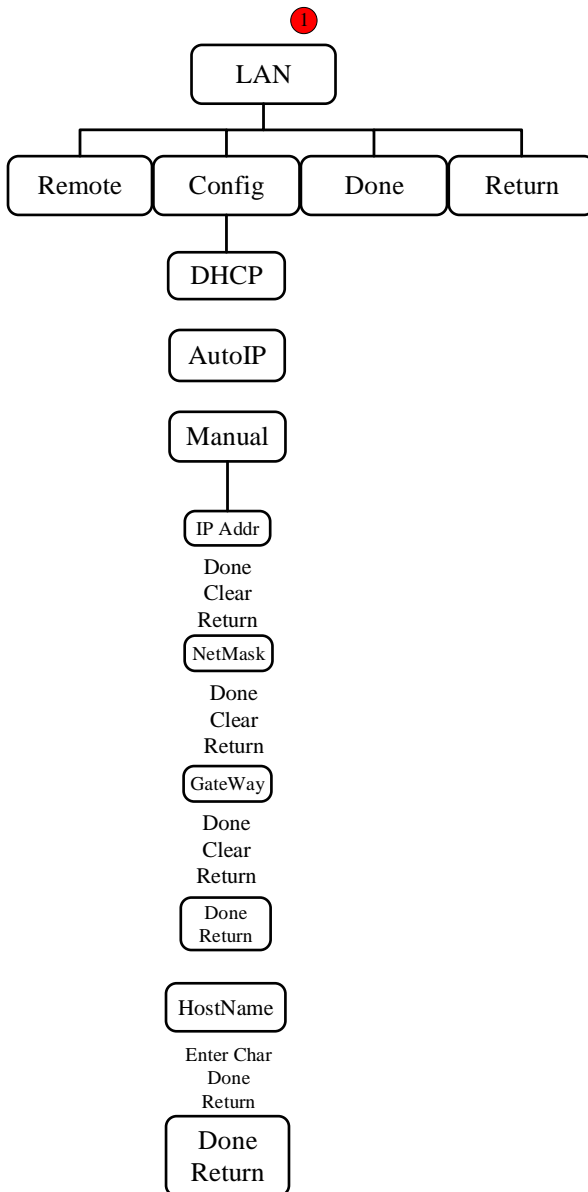 1
LAN
Remote Config Done Return
DHCP
AutoIP
Manual
IP Addr
Done
Clear
Return
NetMask
Done
Clear
Return
GateWay
Done
Clear
Return
Done
Return
HostName
Enter Char
Done
Return
Done
Return